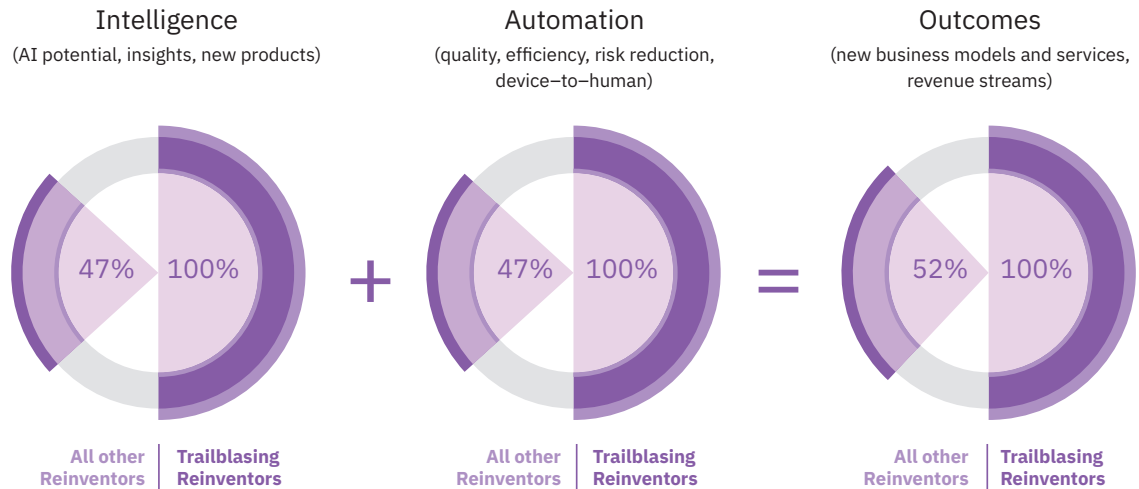 Intelligence
(AI potential, insights, new products)
47%
100%
All other
Reinventors
Trailblasing
Reinventors
+
Automation
(quality, efficiency, risk reduction,
device–to–human)
47%
100%
All other
Reinventors
Trailblasing
Reinventors
=
Outcomes
(new business models and services,
revenue streams)
52%
100%
All other
Reinventors
Trailblasing
Reinventors